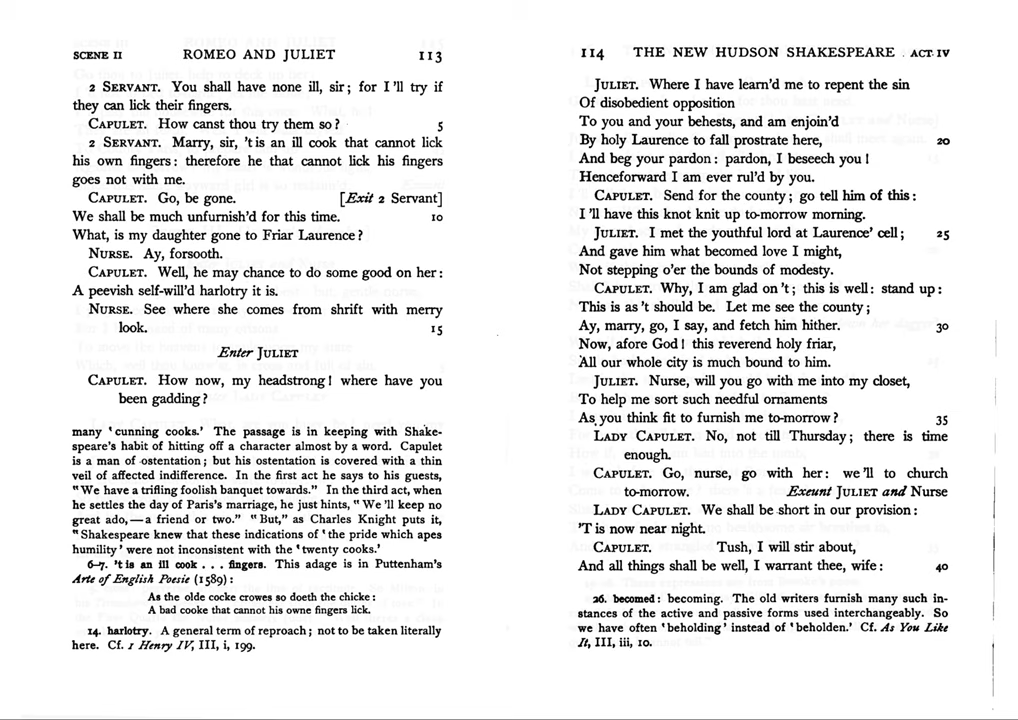 SCENE II ROMEO AND JULIET 113
2 SERVANT. You shall have none ill, sir; for I 'll try if
they can lick their fingers.
CAPULET. How canst thou try them so? 5
2 SERVANT. Marry, sir, 't is an ill cook that cannot lick
his own fingers: therefore he that cannot lick his fingers
goes not with me.
CAPULET. Go, be gone. [Exit 2 Servant]
We shall be much unfurnish'd for this time. 10
What, is my daughter gone to Friar Laurence?
NURSE. Ay, forsooth.
CAPULET. Well, he may chance to do some good on her:
A peevish self-will'd harlotry it is.
NURSE. See where she comes from shrift with merry
look. 15
Enter JULIET
CAPULET. How now, my headstrong! where have you
been gadding?
many 'cunning cooks.' The passage is in keeping with Shake-
speare's habit of hitting off a character almost by a word. Capulet
is a man of ostentation; but his ostentation is covered with a thin
veil of affected indifference. In the first act he says to his guests,
"We have a trifling foolish banquet towards." In the third act, when
he settles the day of Paris's marriage, he just hints, "We 'll keep no
great ado,—a friend or two." "But," as Charles Knight puts it,
"Shakespeare knew that these indications of 'the pride which apes
humility' were not inconsistent with the 'twenty cooks.'
6-7. 't is an ill cook . . . fingers. This adage is in Puttenham's
Arte of English Poesie (1589):
As the olde cocke crowes so doeth the chicke:
A bad cooke that cannot his owne fingers lick.
14. harlotry. A general term of reproach; not to be taken literally
here. Cf. 1 Henry IV, III, i, 199.
114 THE NEW HUDSON SHAKESPEARE ACT IV
JULIET. Where I have learn'd me to repent the sin
Of disobedient opposition
To you and your behests, and am enjoin'd
By holy Laurence to fall prostrate here, 20
And beg your pardon: pardon, I beseech you!
Henceforward I am ever rul'd by you.
CAPULET. Send for the county; go tell him of this:
I 'll have this knot knit up to-morrow morning.
JULIET. I met the youthful lord at Laurence' cell; 25
And gave him what becomed love I might,
Not stepping o'er the bounds of modesty.
CAPULET. Why, I am glad on 't; this is well: stand up:
This is as 't should be. Let me see the county;
Ay, marry, go, I say, and fetch him hither. 30
Now, afore God! this reverend holy friar,
All our whole city is much bound to him.
JULIET. Nurse, will you go with me into my closet,
To help me sort such needful ornaments
As you think fit to furnish me to-morrow? 35
LADY CAPULET. No, not till Thursday; there is time
enough.
CAPULET. Go, nurse, go with her: we 'll to church
to-morrow. Exeunt JULIET and Nurse
LADY CAPULET. We shall be short in our provision:
'T is now near night.
CAPULET. Tush, I will stir about,
And all things shall be well, I warrant thee, wife: 40
26. becomed: becoming. The old writers furnish many such in-
stances of the active and passive forms used interchangeably. So
we have often 'beholding' instead of 'beholden.' Cf. As You Like
It, III, iii, 10.